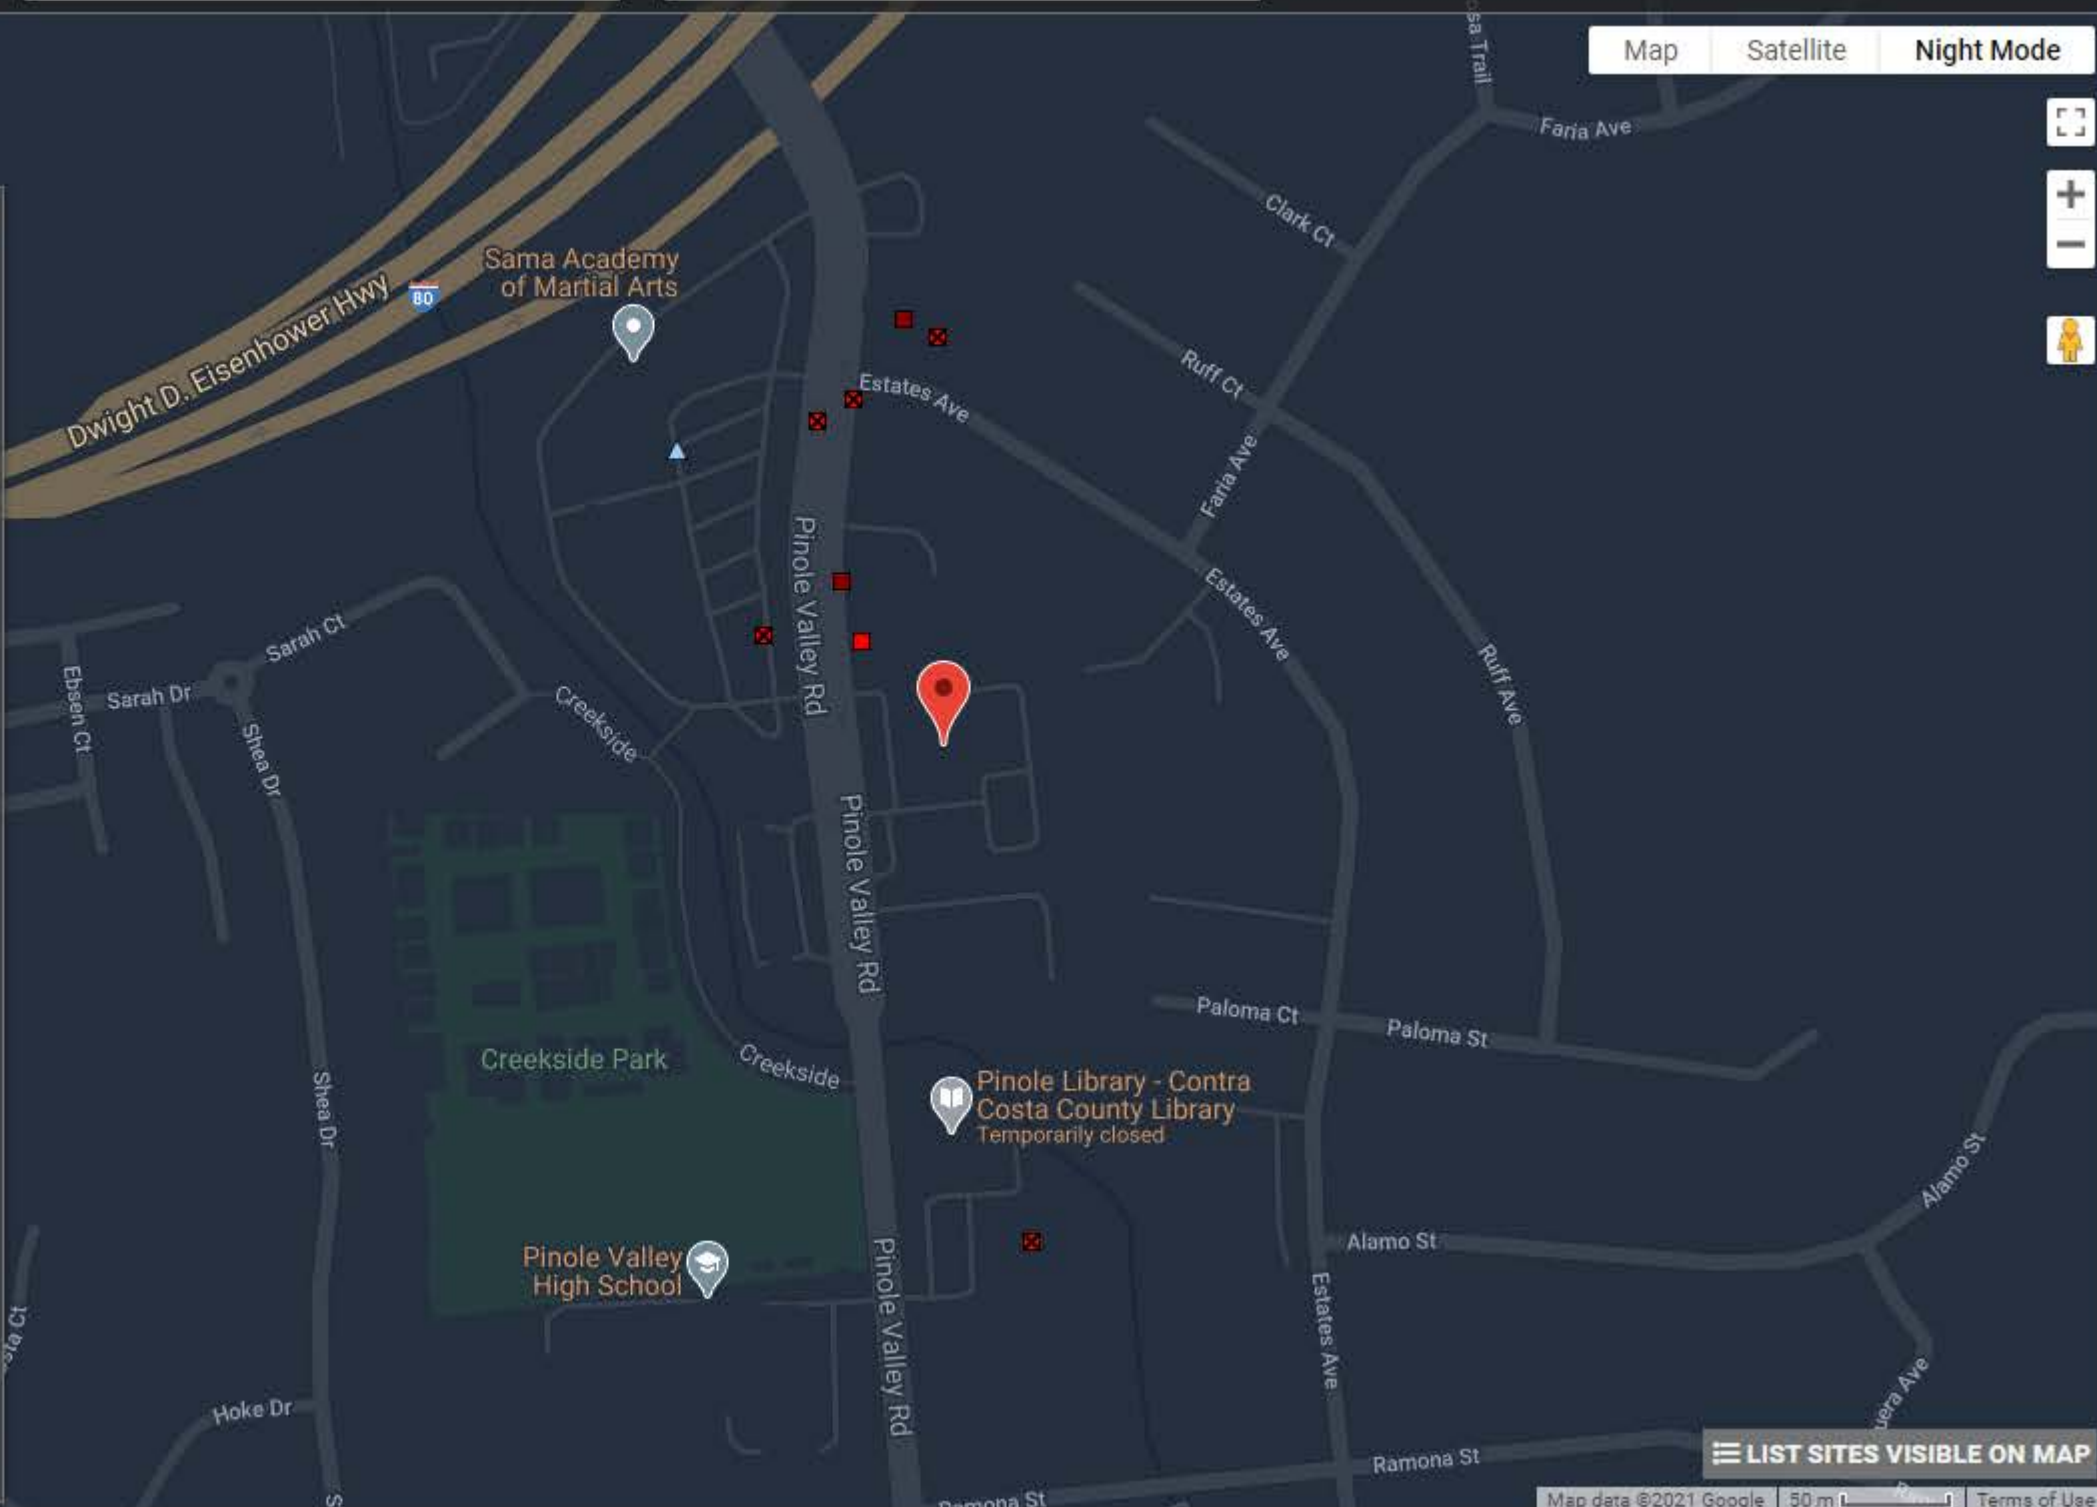 Map
Satellite
Night Mode
Faria Ave
Clark Ct
Sama Academy
of Martial Arts
80
Dwight D. Eisenhower Hwy
Ruff Ct
Estates Ave
Faria Ave
Pinole Valley Rd
Estates Ave
Sarah Ct
Ebsen Ct
Sarah Dr
Ruff Ave
Creekside
Shea Dr
Pinole Valley Rd
Paloma Ct
Paloma St
Creekside Park
Creekside
Pinole Library - Contra
Costa County Library
Temporarily closed
Shea Dr
Alamo St
Alamo St
Pinole Valley
High School
Pinole Valley Rd
Estates Ave
Hoke Dr
LIST SITES VISIBLE ON MAP
Ramona St
Map data ©2021 Google
50 m
Terms of Use